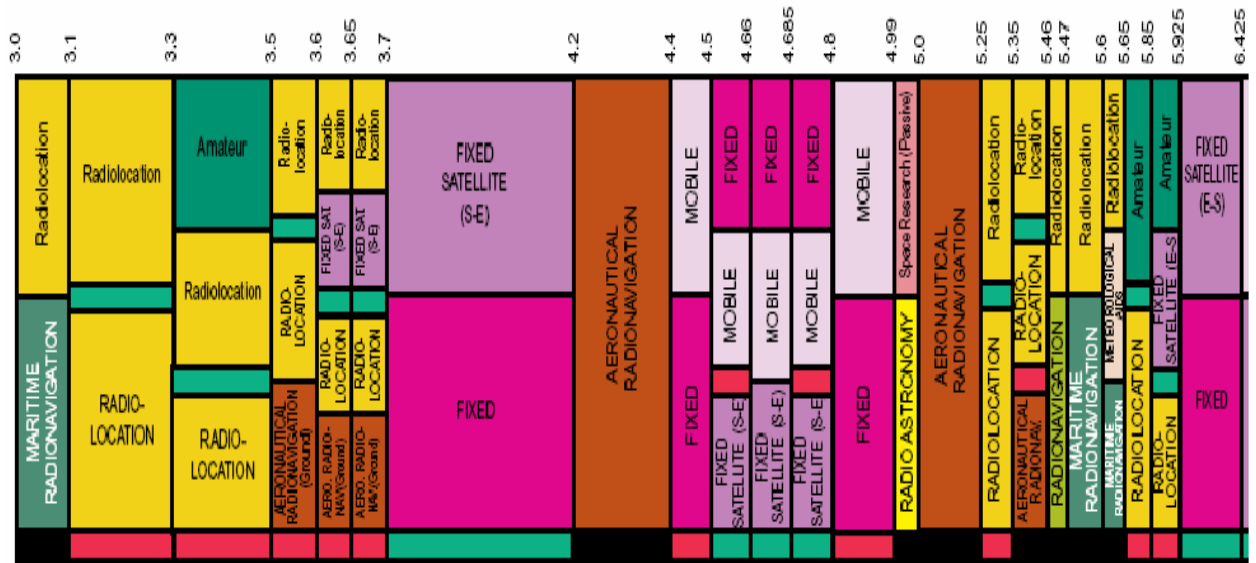 3.0
3.1
3.3
3.5
3.6
3.65
3.7
4.2
4.4
4.5
4.66
4.685
4.8
4.99
5.0
5.25
5.35
5.46
5.47
5.6
5.65
5.85
5.925
6.425
Radiolocation
MARITIME
RADIONAVIGATION
Radiolocation
RADIO-
LOCATION
Amateur
Radiolocation
RADIO-
LOCATION
Radio-
location
RADIO-
LOCATION
AERONAUTICAL
RADIONAVIGATION
(Ground)
Radio-
location
FIXED SAT
(S-E)
RADIO-
LOCATION
AERO. RADIO-
NAV.(Ground)
Radio-
location
FIXED SAT
(S-E)
RADIO-
LOCATION
AERO. RADIO-
NAV.(Ground)
FIXED
SATELLITE
(S-E)
FIXED
AERONAUTICAL
RADIONAVIGATION
MOBILE
FIXED
FIXED
MOBILE
FIXED
SATELLITE (S-E)
FIXED
MOBILE
FIXED
SATELLITE (S-E)
FIXED
MOBILE
FIXED
SATELLITE (S-E
MOBILE
FIXED
Space Research (Passive)
RADIO ASTRONOMY
AERONAUTICAL
RADIONAVIGATION
Radiolocation
RADIOLOCATION
Radio-
location
RADIO-
LOCATION
AERONAUTICAL
RADIONAV.
Radiolocation
RADIONAVIGATION
Radiolocation
MARITIME
RADIONAVIGATION
Radiolocation
METEOROLOGICAL
AIDS
MARITIME
RADIONAVIGATION
Amateur
RADIOLOCATION
Amateur
FIXED
SATELLITE (E-S
RADIO-
LOCATION
FIXED
SATELLITE
(E-S)
FIXED